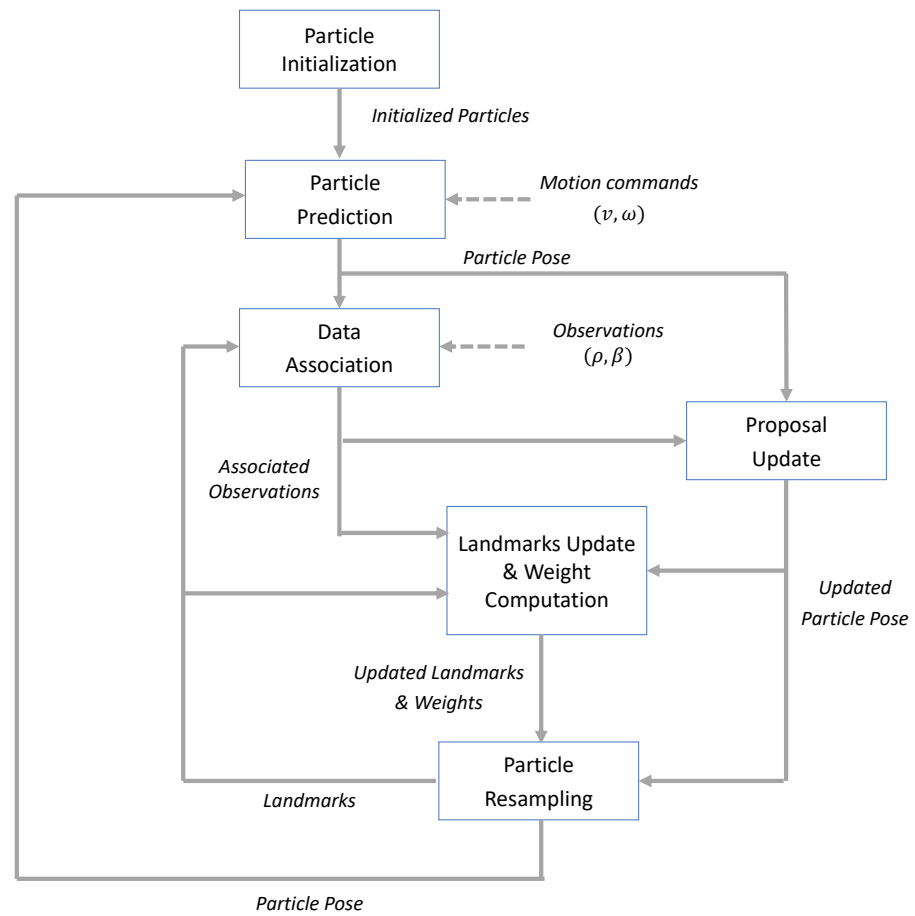 Particle
Initialization
Initialized Particles
Particle
Prediction
Motion commands
(v, ω)
Particle Pose
Data
Association
Observations
(ρ, β)
Proposal
Update
Associated
Observations
Landmarks Update
& Weight
Computation
Updated
Particle Pose
Updated Landmarks
& Weights
Particle
Resampling
Landmarks
Particle Pose